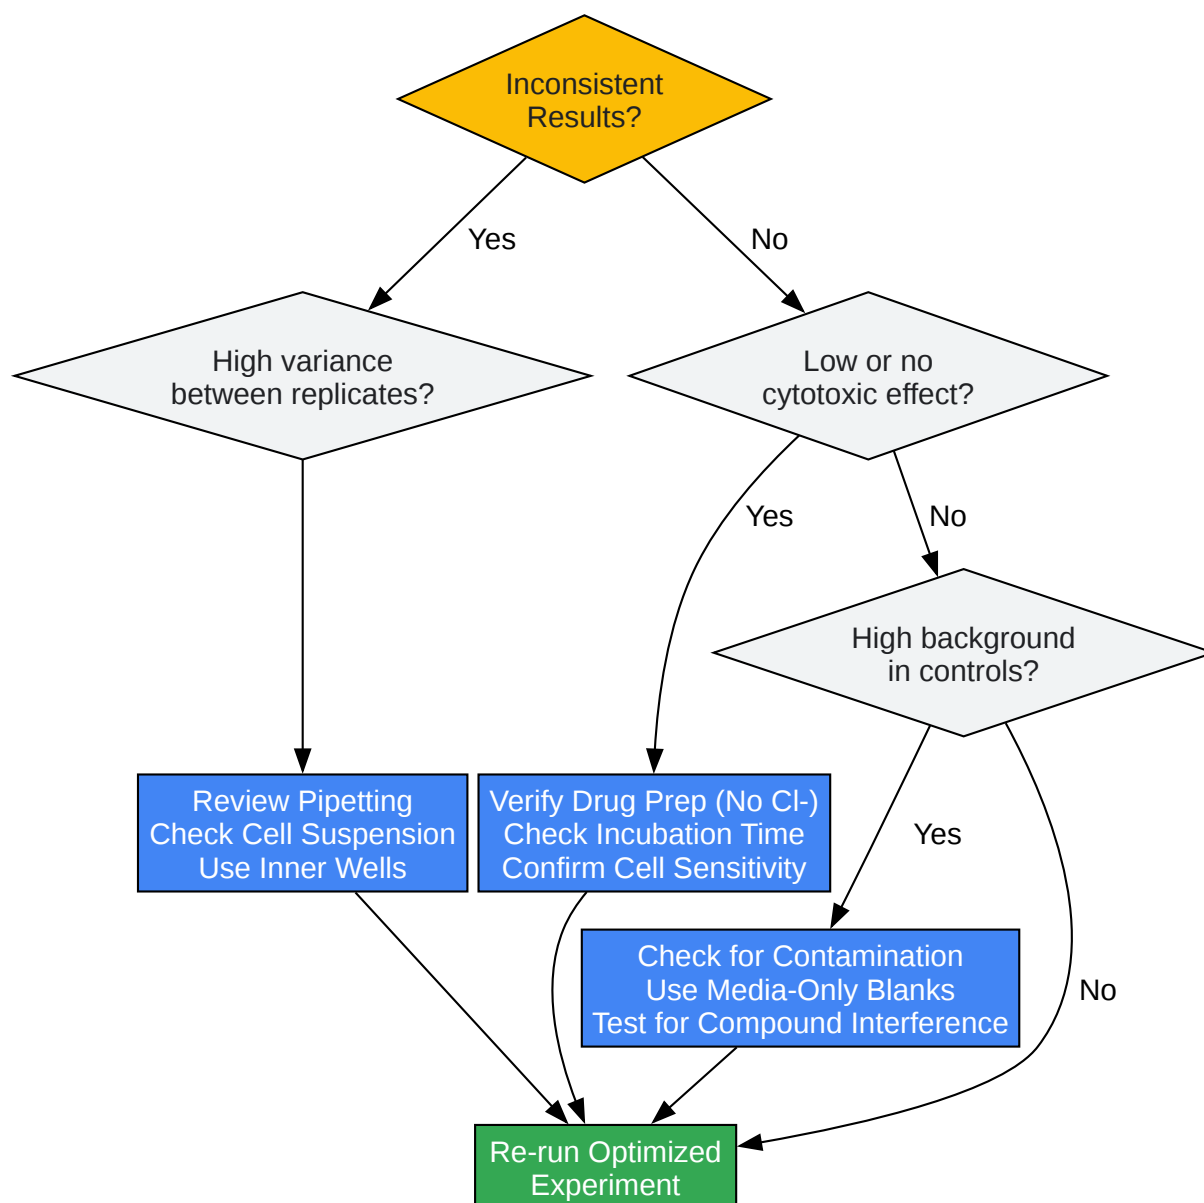 Inconsistent
Results?
Yes
No
High variance
between replicates?
Low or no
cytotoxic effect?
Yes
No
High background
in controls?
Review Pipetting
Check Cell Suspension
Use Inner Wells
Verify Drug Prep (No Cl-)
Check Incubation Time
Confirm Cell Sensitivity
Yes
No
Check for Contamination
Use Media-Only Blanks
Test for Compound Interference
Re-run Optimized
Experiment